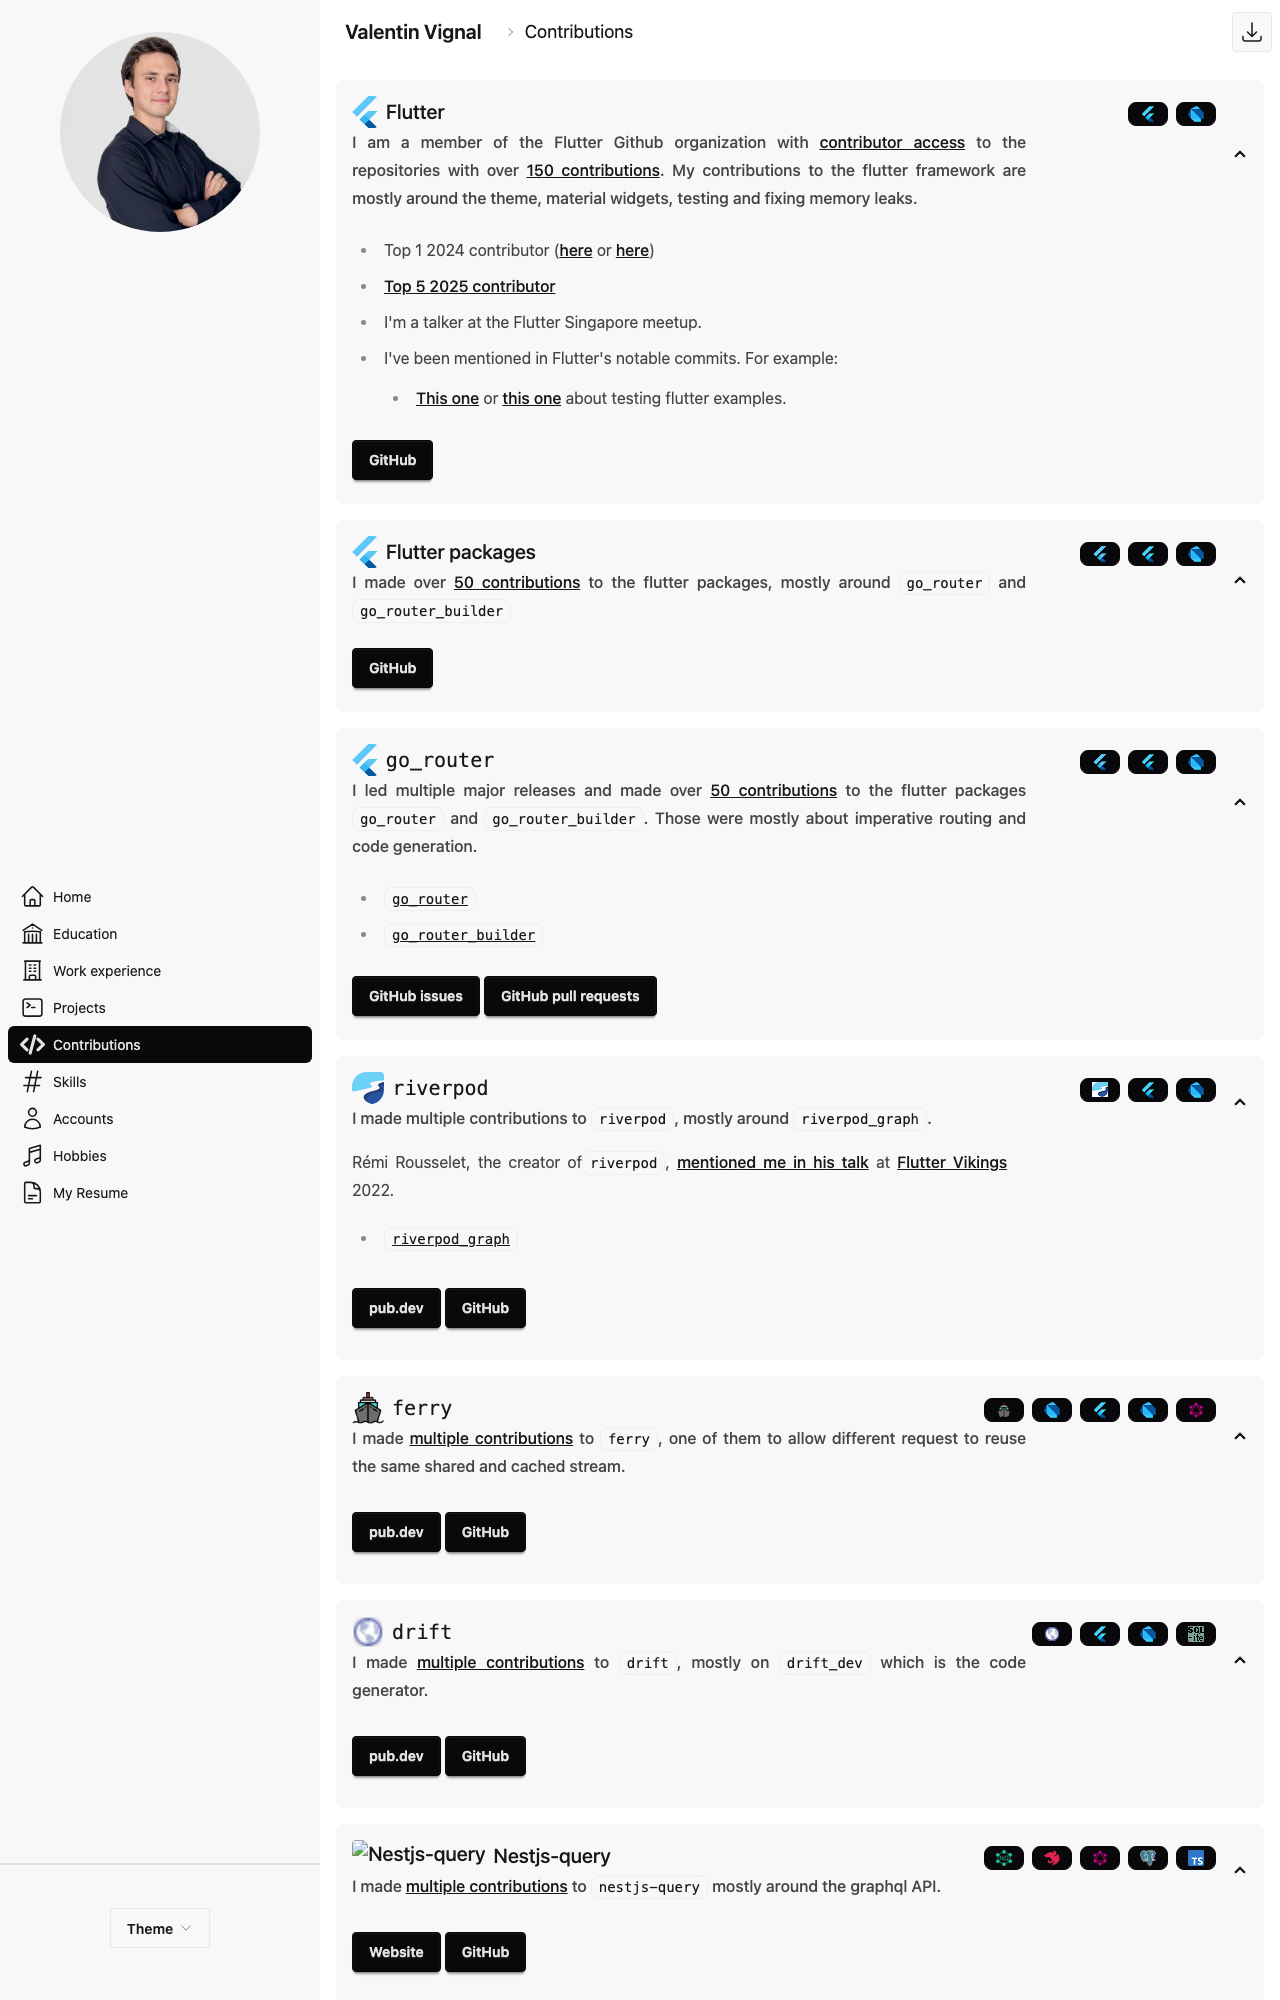 Valentin Vignal
Contributions
Home
Education
Work experience
Projects
Contributions
Skills
Accounts
Hobbies
My Resume
Theme
Flutter
I am a member of the Flutter Github organization with contributor access to the
repositories with over 150 contributions. My contributions to the flutter framework are
mostly around the theme, material widgets, testing and fixing memory leaks.
• Top 1 2024 contributor (here or here)
• Top 5 2025 contributor
• I'm a talker at the Flutter Singapore meetup.
• I've been mentioned in Flutter's notable commits. For example:
• This one or this one about testing flutter examples.
GitHub
Flutter packages
I made over 50 contributions to the flutter packages, mostly around go_router and
go_router_builder
GitHub
go_router
I led multiple major releases and made over 50 contributions to the flutter packages
go_router and go_router_builder. Those were mostly about imperative routing and
code generation.
• go_router
• go_router_builder
GitHub issues GitHub pull requests
riverpod
I made multiple contributions to riverpod, mostly around riverpod_graph.
Rémi Rousselet, the creator of riverpod, mentioned me in his talk at Flutter Vikings
2022.
• riverpod_graph
pub.dev GitHub
ferry
I made multiple contributions to ferry, one of them to allow different request to reuse
the same shared and cached stream.
pub.dev GitHub
drift
I made multiple contributions to drift, mostly on drift_dev which is the code
generator.
pub.dev GitHub
Nestjs-query Nestjs-query
TS
I made multiple contributions to nestjs-query mostly around the graphql API.
Website GitHub